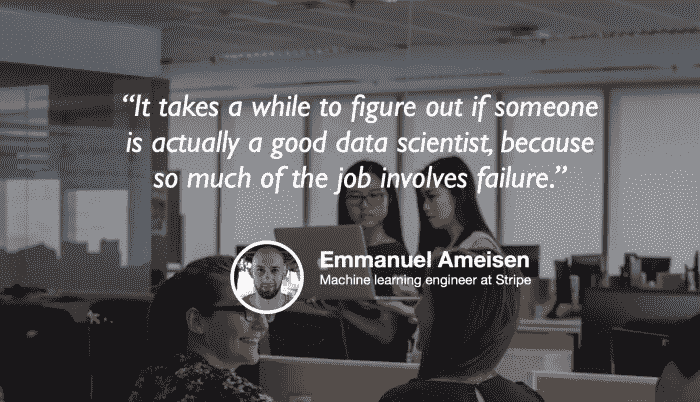 “It takes a while to figure out if someone
is actually a good data scientist, because
so much of the job involves failure.”
Emmanuel Ameisen
Machine learning engineer at Stripe